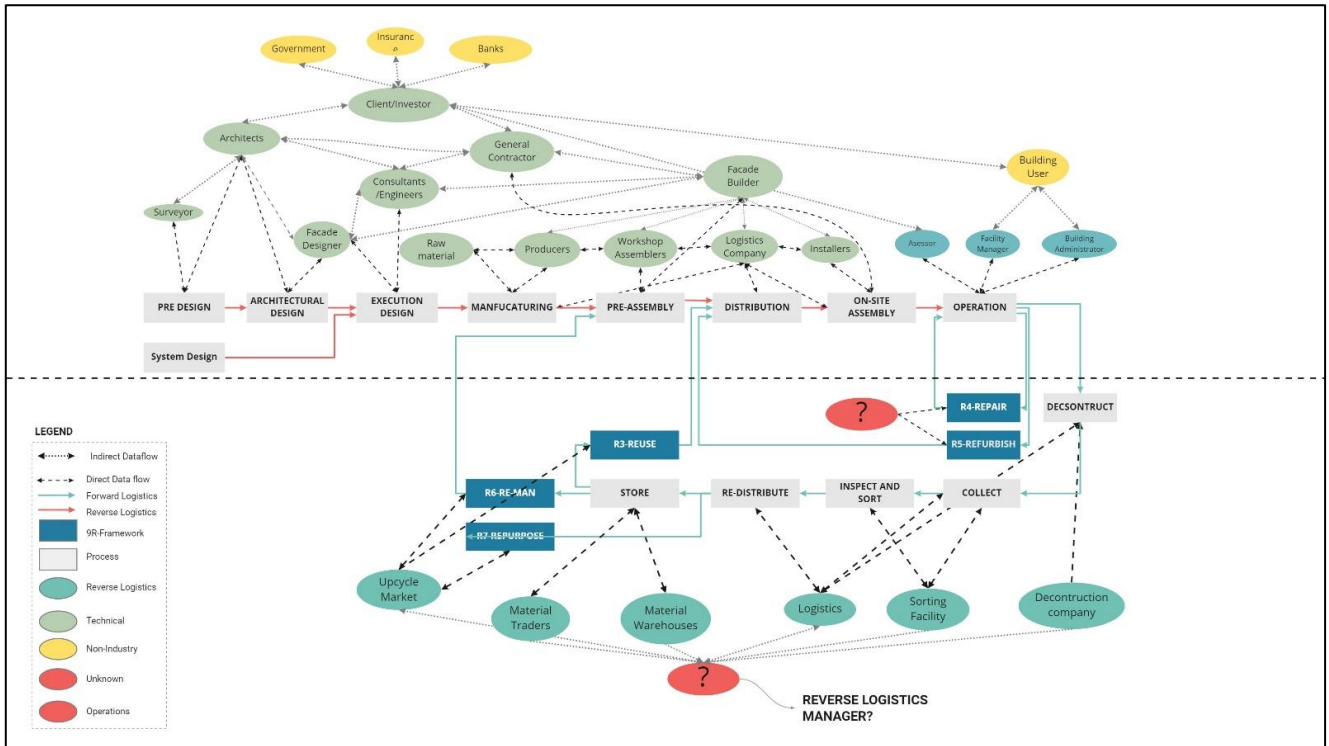 Government
Insuranc
e
Banks
Client/Investor
Architects
General
Contractor
Consultants
/Engineers
Facade
Builder
Building
User
Surveyor
Facade
Designer
Raw
material
Producers
Workshop
Assemblers
Logistics
Company
Installers
Asessor
Facility
Manager
Building
Administrator
PRE DESIGN
ARCHITECTURAL
DESIGN
EXECUTION
DESIGN
MANFUCATURING
PRE-ASSEMBLY
DISTRIBUTION
ON-SITE
ASSEMBLY
OPERATION
System Design
?
R4-REPAIR
DECSONTRUCT
R3-REUSE
R5-REFURBISH
R6-RE-MAN
STORE
RE-DISTRIBUTE
INSPECT AND
SORT
COLLECT
R7-REPURPOSE
Upcycle
Market
Material
Traders
Material
Warehouses
Logistics
Sorting
Facility
Decontruction
company
?
REVERSE LOGISTICS
MANAGER?
LEGEND
Indirect Dataflow
Direct Data flow
Forward Logistics
Reverse Logistics
9R-Framework
Process
Reverse Logistics
Technical
Non-Industry
Unknown
Operations